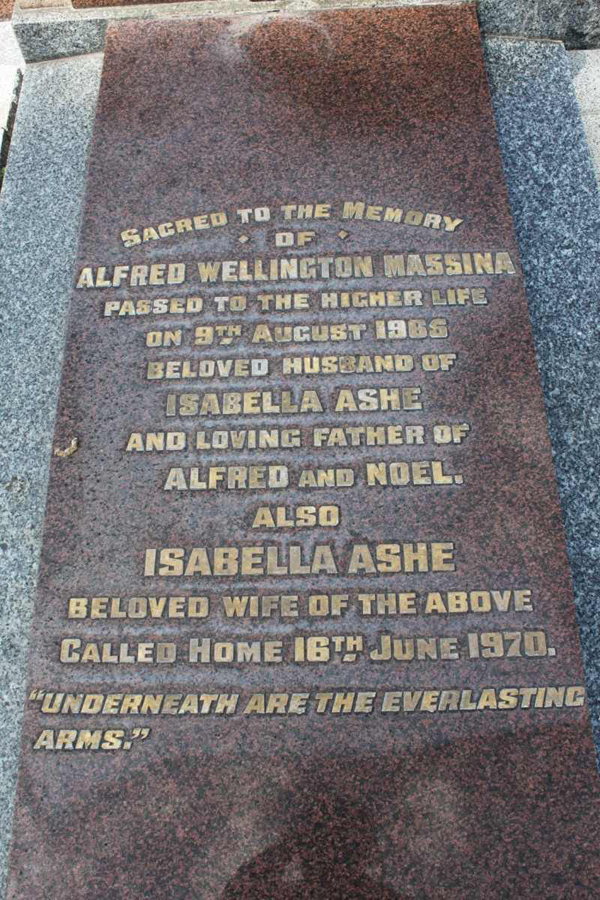 SACRED TO THE MEMORY
OF
ALFRED WELLINGTON MASSINA
PASSED TO THE HIGHER LIFE
ON 9TH AUGUST 1965
BELOVED HUSBAND OF
ISABELLA ASHE
AND LOVING FATHER OF
ALFRED AND NOEL.
ALSO
ISABELLA ASHE
BELOVED WIFE OF THE ABOVE
CALLED HOME 16TH JUNE 1970.
"UNDERNEATH ARE THE EVERLASTING
ARMS."